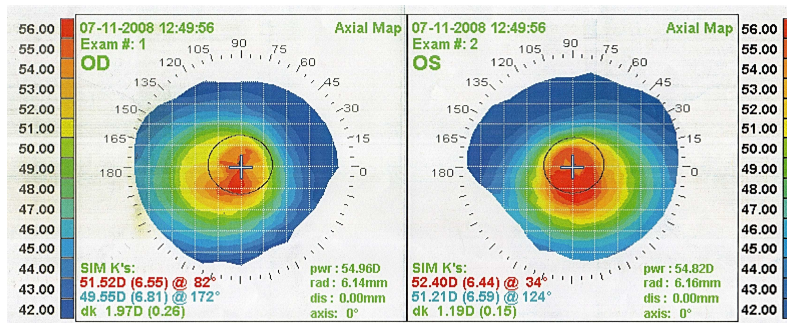 56.00
55.00
54.00
53.00
52.00
51.00
50.00
49.00
48.00
47.00
46.00
45.00
44.00
43.00
42.00
07-11-2008 12:49:56 Axial Map
Exam #: 1
OD
90
105 75
120 60
135 45
150 30
165 15
180 0
SIM K's:
51.52D (6.55) @ 82°
49.55D (6.81) @ 172°
dk 1.97D (0.26)
pwr : 54.96D
rad : 6.14mm
dis : 0.00mm
axis: 0°
07-11-2008 12:49:56 Axial Map
Exam #: 2
OS
90
105 75
120 60
135 45
150 30
165 15
180 0
SIM K's:
52.40D (6.44) @ 34°
51.21D (6.59) @ 124°
dk 1.19D (0.15)
pwr : 54.82D
rad : 6.16mm
dis : 0.00mm
axis: 0°
56.00
55.00
54.00
53.00
52.00
51.00
50.00
49.00
48.00
47.00
46.00
45.00
44.00
43.00
42.00